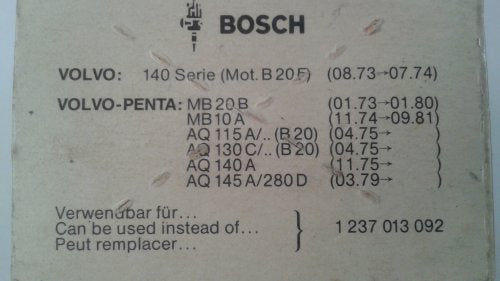 BOSCH
VOLVO: 140 Serie (Mot. B 20 F) (08.73→07.74)
VOLVO-PENTA: MB 20 B (01.73→01.80)
MB 10 A (11.74→09.81)
AQ 115 A/.. (B 20) (04.75→ )
AQ 130 C/.. (B 20) (04.75→ )
AQ 140 A (11.75→ )
AQ 145 A/280 D (03.79→ )
Verwendbar für...
Can be used instead of... } 1 237 013 092
Peut remplacer...